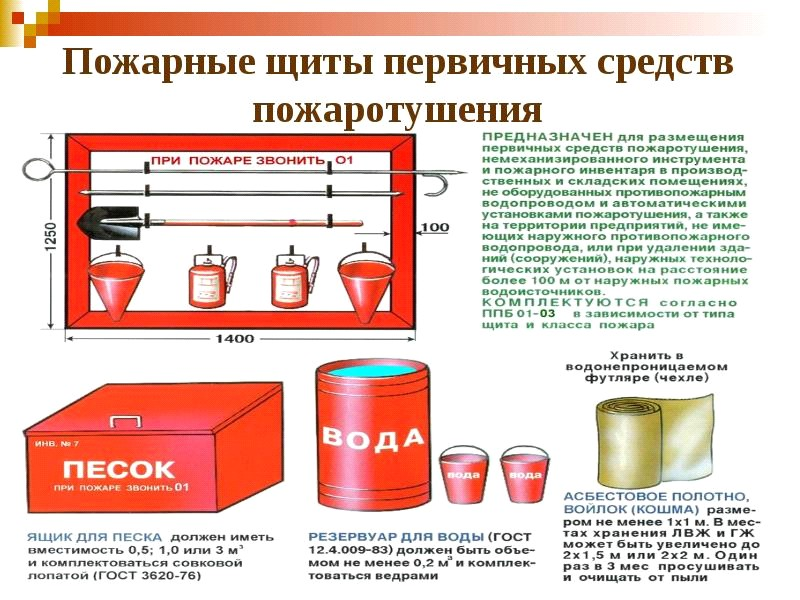 Пожарные щиты первичных средств
пожаротушения
ПРИ ПОЖАРЕ ЗВОНИТЬ 01
1250
100
1400
ПРЕДНАЗНАЧЕН для размещения
первичных средств пожаротушения,
немеханизированного инструмента
и пожарного инвентаря в производ-
ственных и складских помещениях,
не оборудованных противопожарным
водопроводом и автоматическими
установками пожаротушения, а также
на территории предприятий, не име-
ющих наружного противопожарного
водопровода, или при удалении зда-
ний (сооружений), наружных техноло-
гических установок на расстояние
более 100 м от наружных пожарных
водоисточников.
КОМПЛЕКТУЮТСЯ согласно
ППБ 01-03 в зависимости от типа
щита и класса пожара
ИНВ. № 7
ПЕСОК
ПРИ ПОЖАРЕ ЗВОНИТЬ 01
ЯЩИК ДЛЯ ПЕСКА должен иметь
вместимость 0,5; 1,0 или 3 м³
и комплектоваться совковой
лопатой (ГОСТ 3620-76)
ВОДА
вода
вода
РЕЗЕРВУАР ДЛЯ ВОДЫ (ГОСТ
12.4.009-83) должен быть объе-
мом не менее 0,2 м³ и комплек-
товаться ведрами
Хранить в
водонепроницаемом
футляре (чехле)
АСБЕСТОВОЕ ПОЛОТНО,
ВОЙЛОК (КОШМА) разме-
ром не менее 1х1 м. В мес-
тах хранения ЛВЖ и ГЖ
может быть увеличено до
2х1,5 м или 2х2 м. Один
раз в 3 мес просушивать
и очищать от пыли